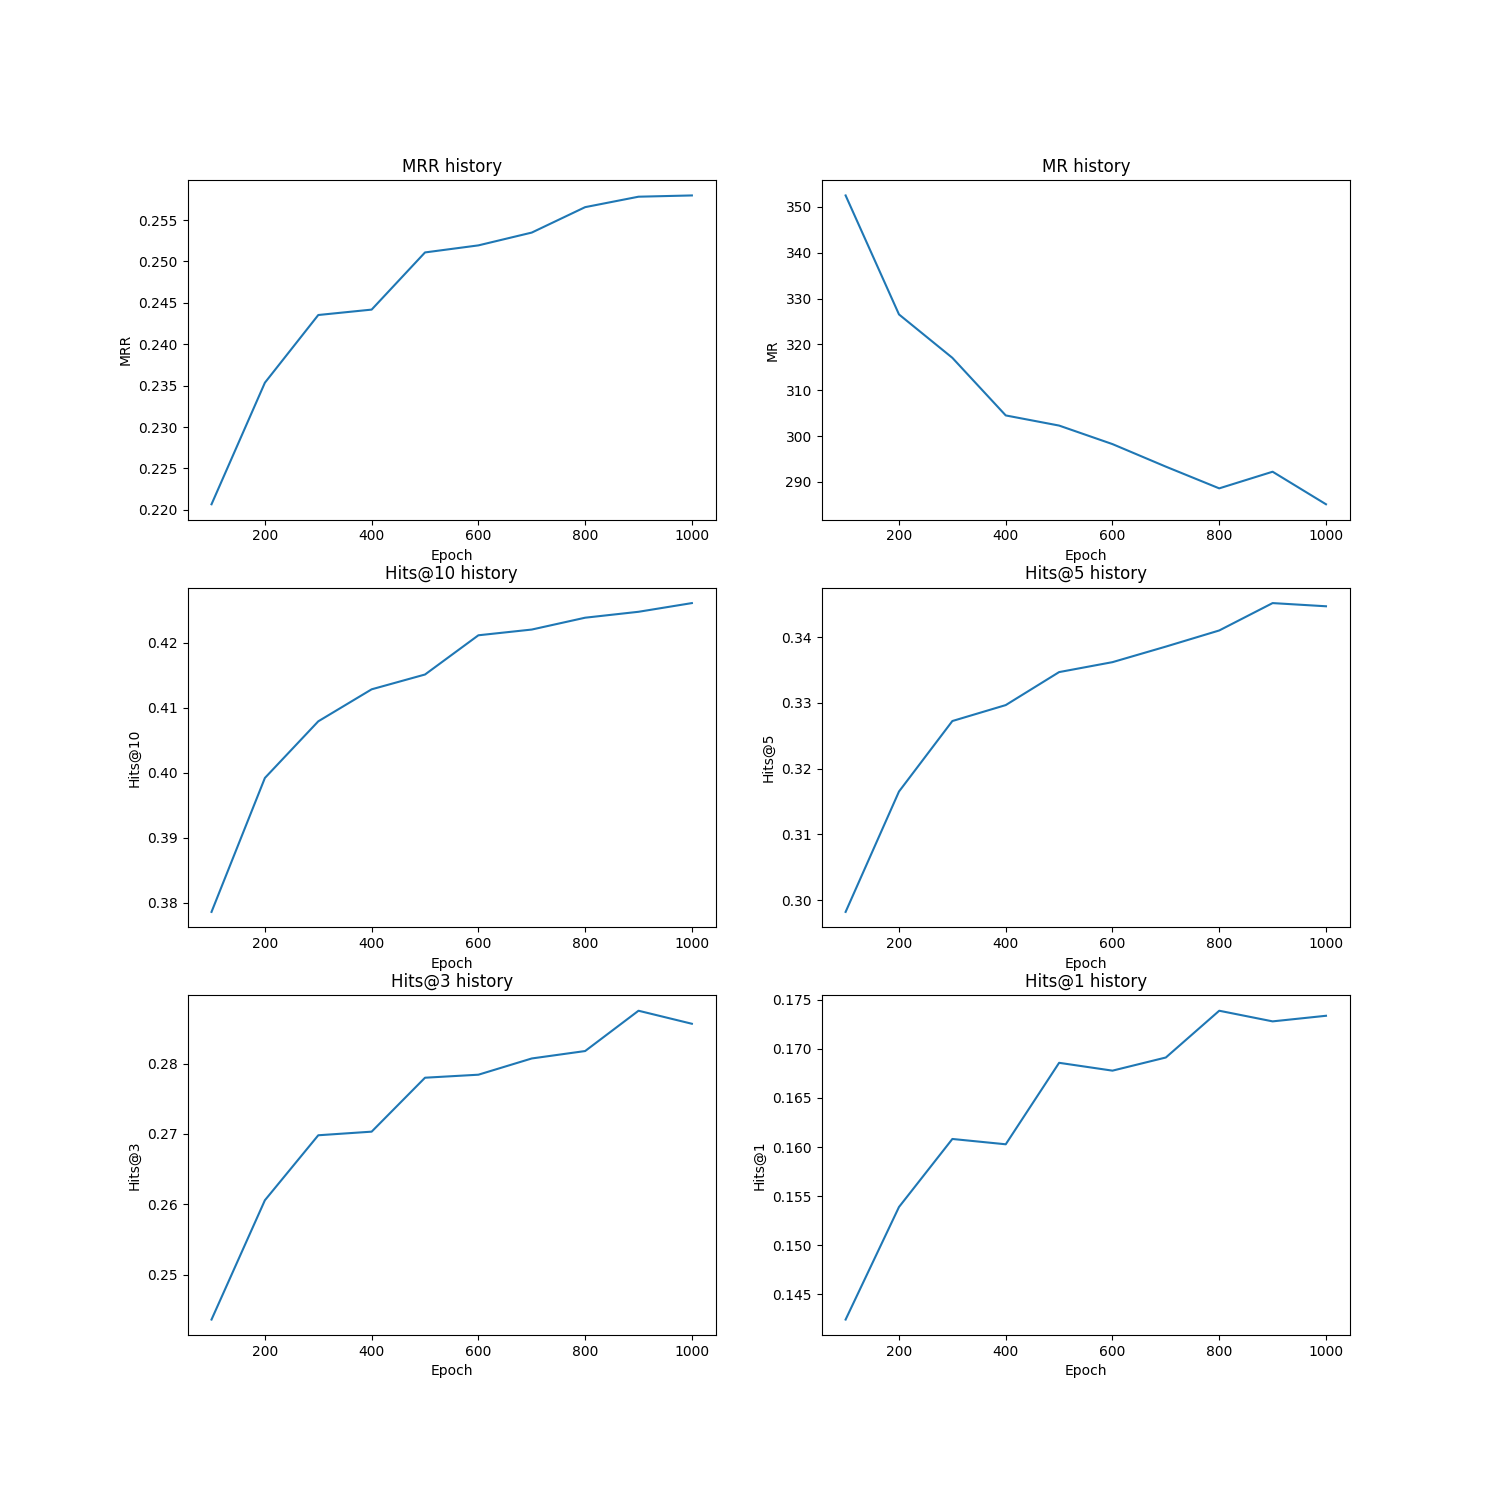 MRR history
MRR
0.255
0.250
0.245
0.240
0.235
0.230
0.225
0.220
200 400 600 800 1000
Epoch
MR history
MR
350
340
330
320
310
300
290
200 400 600 800 1000
Epoch
Hits@10 history
Hits@10
0.42
0.41
0.40
0.39
0.38
200 400 600 800 1000
Epoch
Hits@5 history
Hits@5
0.34
0.33
0.32
0.31
0.30
200 400 600 800 1000
Epoch
Hits@3 history
Hits@3
0.28
0.27
0.26
0.25
200 400 600 800 1000
Epoch
Hits@1 history
Hits@1
0.175
0.170
0.165
0.160
0.155
0.150
0.145
200 400 600 800 1000
Epoch